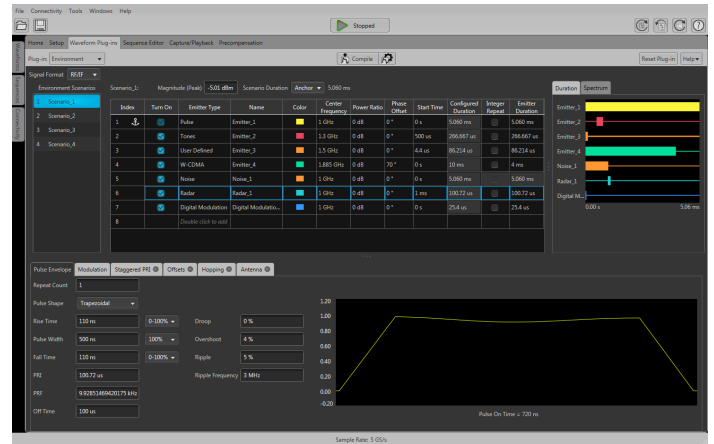 File Connectivity Tools Windows Help
Stopped
Home Setup Waveform Plug-ins Sequence Editor Capture/Playback Precompensation
Waveforms
Sequences
Connectivity
Plug-in: Environment Compile Reset Plug-in Help
Signal Format RF/IF
Environment Scenarios
1 Scenario_1
2 Scenario_2
3 Scenario_3
4 Scenario_4
Scenario_1: Magnitude (Peak) -5.01 dBm Scenario Duration Anchor 5.060 ms
Index Turn On Emitter Type Name Color Center Frequency Power Ratio Phase Offset Start Time Configured Duration Integer Repeat Emitter Duration
1 Pulse Emitter_1 1 GHz 0 dB 0 ° 0 s 5.060 ms 5.060 ms
2 Tones Emitter_2 1.3 GHz 0 dB 0 ° 500 us 266.667 us 266.667 us
3 User Defined Emitter_3 1.5 GHz 0 dB 0 ° 4.4 us 86.214 us 86.214 us
4 W-CDMA Emitter_4 1.885 GHz 0 dB 70 ° 0 s 10 ms 4 ms
5 Noise Noise_1 1 GHz 0 dB 0 ° 0 s 5.060 ms 5.060 ms
6 Radar Radar_1 1 GHz 0 dB 0 ° 1 ms 100.72 us 100.72 us
7 Digital Modulation Digital Modulatio... 1 GHz 0 dB 0 ° 0 s 25.4 us 25.4 us
8 Double click to add
Duration Spectrum
Emitter_1
Emitter_2
Emitter_3
Emitter_4
Noise_1
Radar_1
Digital M...
0.00 s 5.06 ms
Pulse Envelope Modulation Staggered PRI Offsets Hopping Antenna
Repeat Count 1
Pulse Shape Trapezoidal
Rise Time 110 ns 0-100% Droop 0 %
Pulse Width 500 ns 100% Overshoot 4 %
Fall Time 110 ns 0-100% Ripple 5 %
PRI 100.72 us Ripple Frequency 3 MHz
PRF 9.92851469420175 kHz
Off Time 100 us
1.20
1.00
0.80
0.60
0.40
0.20
0.00
-0.20
Pulse On Time = 720 ns
Sample Rate: 5 GS/s